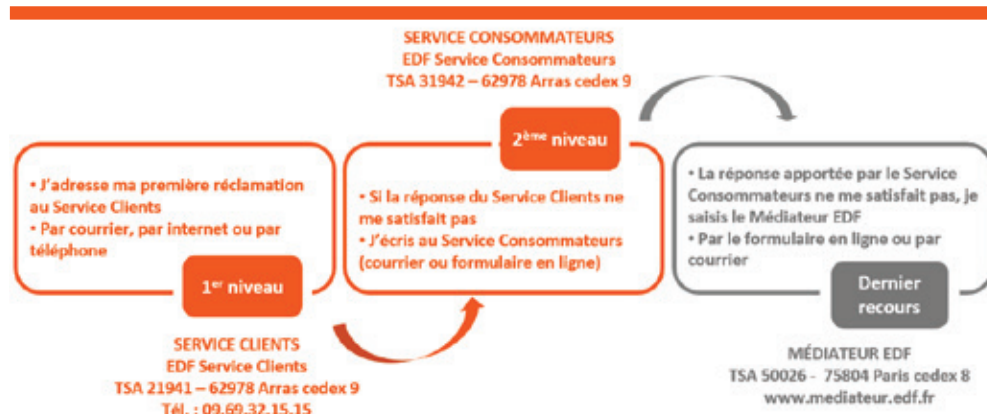 SERVICE CONSOMMATEURS
EDF Service Consommateurs
TSA 31942 – 62978 Arras cedex 9
• J'adresse ma première réclamation
au Service Clients
• Par courrier, par internet ou par
téléphone
1er niveau
SERVICE CLIENTS
EDF Service Clients
TSA 21941 – 62978 Arras cedex 9
Tél. : 09.69.32.15.15
2ème niveau
• Si la réponse du Service Clients ne
me satisfait pas
• J'écris au Service Consommateurs
(courrier ou formulaire en ligne)
• La réponse apportée par le Service
Consommateurs ne me satisfait pas, je
saisis le Médiateur EDF
• Par le formulaire en ligne ou par
courrier
Dernier
recours
MÉDIATEUR EDF
TSA 50026 - 75804 Paris cedex 8
www.mediateur.edf.fr